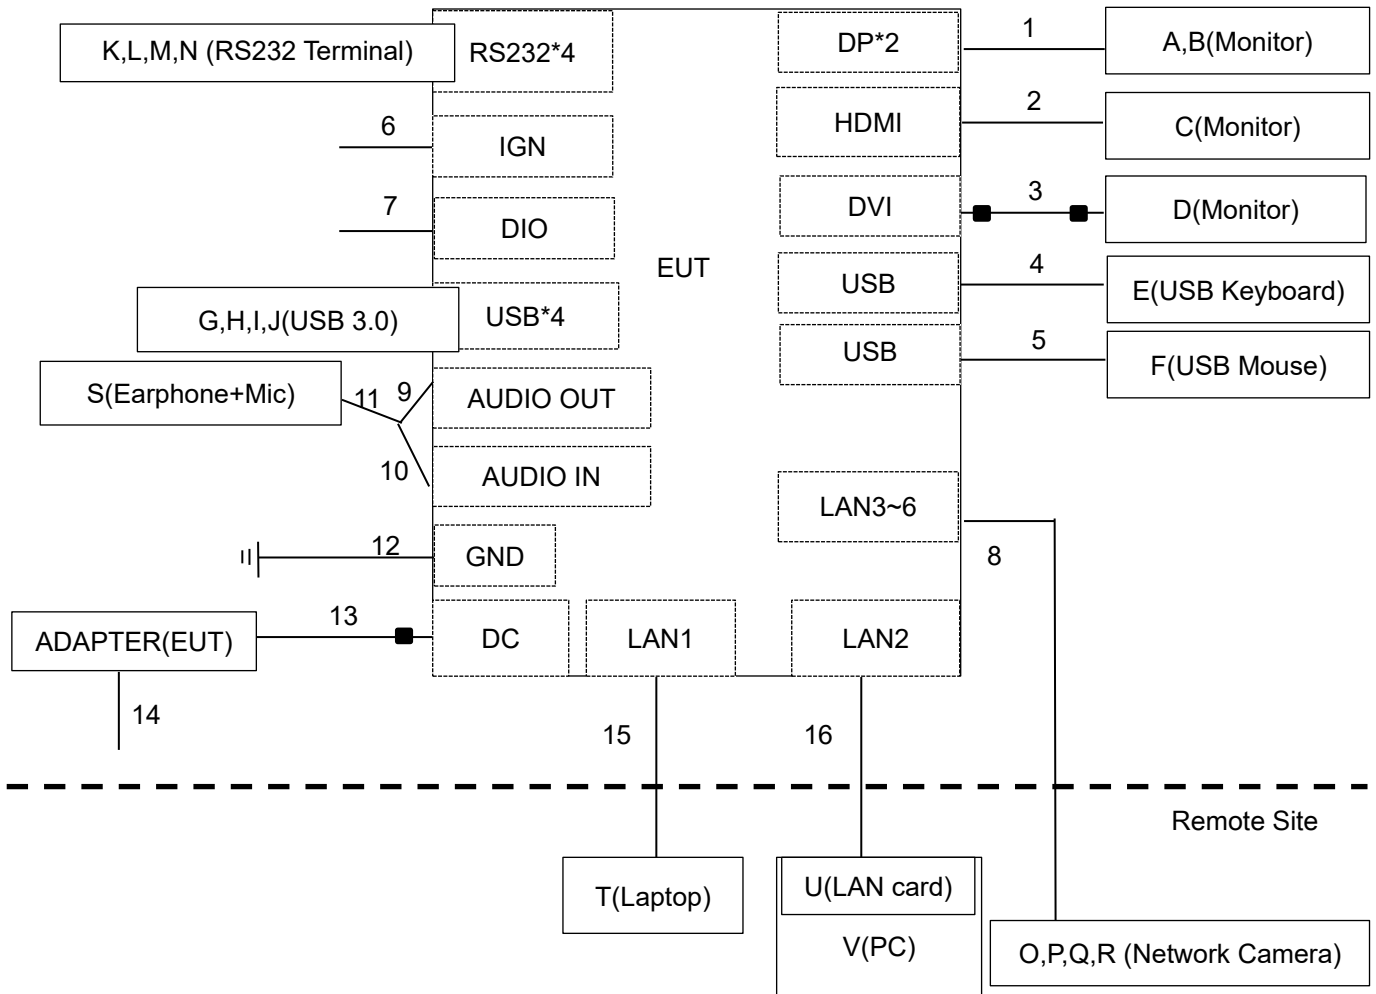 K,L,M,N (RS232 Terminal)
RS232*4
DP*2
1
A,B(Monitor)
6
IGN
HDMI
2
C(Monitor)
7
DIO
DVI
3
D(Monitor)
EUT
G,H,I,J(USB 3.0)
USB*4
USB
4
E(USB Keyboard)
USB
5
F(USB Mouse)
S(Earphone+Mic)
11
9
AUDIO OUT
10
AUDIO IN
LAN3~6
8
12
GND
ADAPTER(EUT)
13
DC
LAN1
LAN2
14
15
16
Remote Site
T(Laptop)
U(LAN card)
V(PC)
O,P,Q,R (Network Camera)